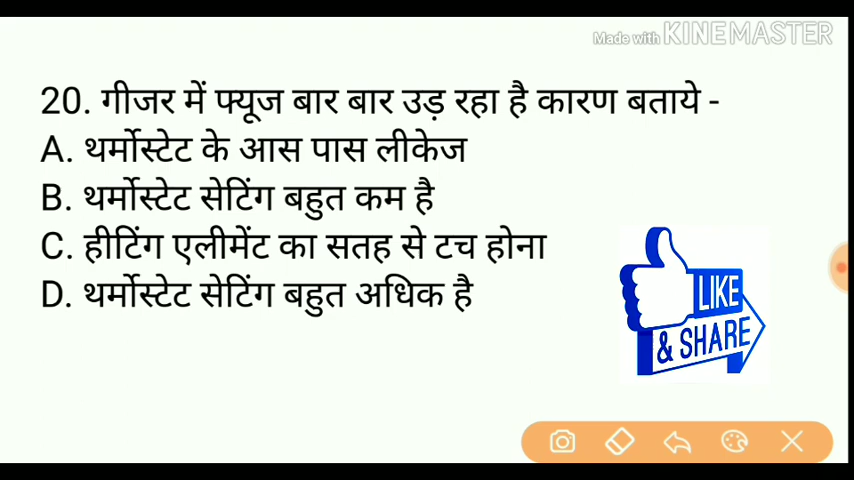 Made with KINEMASTER
20. गीजर में फ्यूज बार बार उड़ रहा है कारण बताये -
A. थर्मोस्टेट के आस पास लीकेज
B. थर्मोस्टेट सेटिंग बहुत कम है
C. हीटिंग एलीमेंट का सतह से टच होना
D. थर्मोस्टेट सेटिंग बहुत अधिक है
LIKE
& SHARE